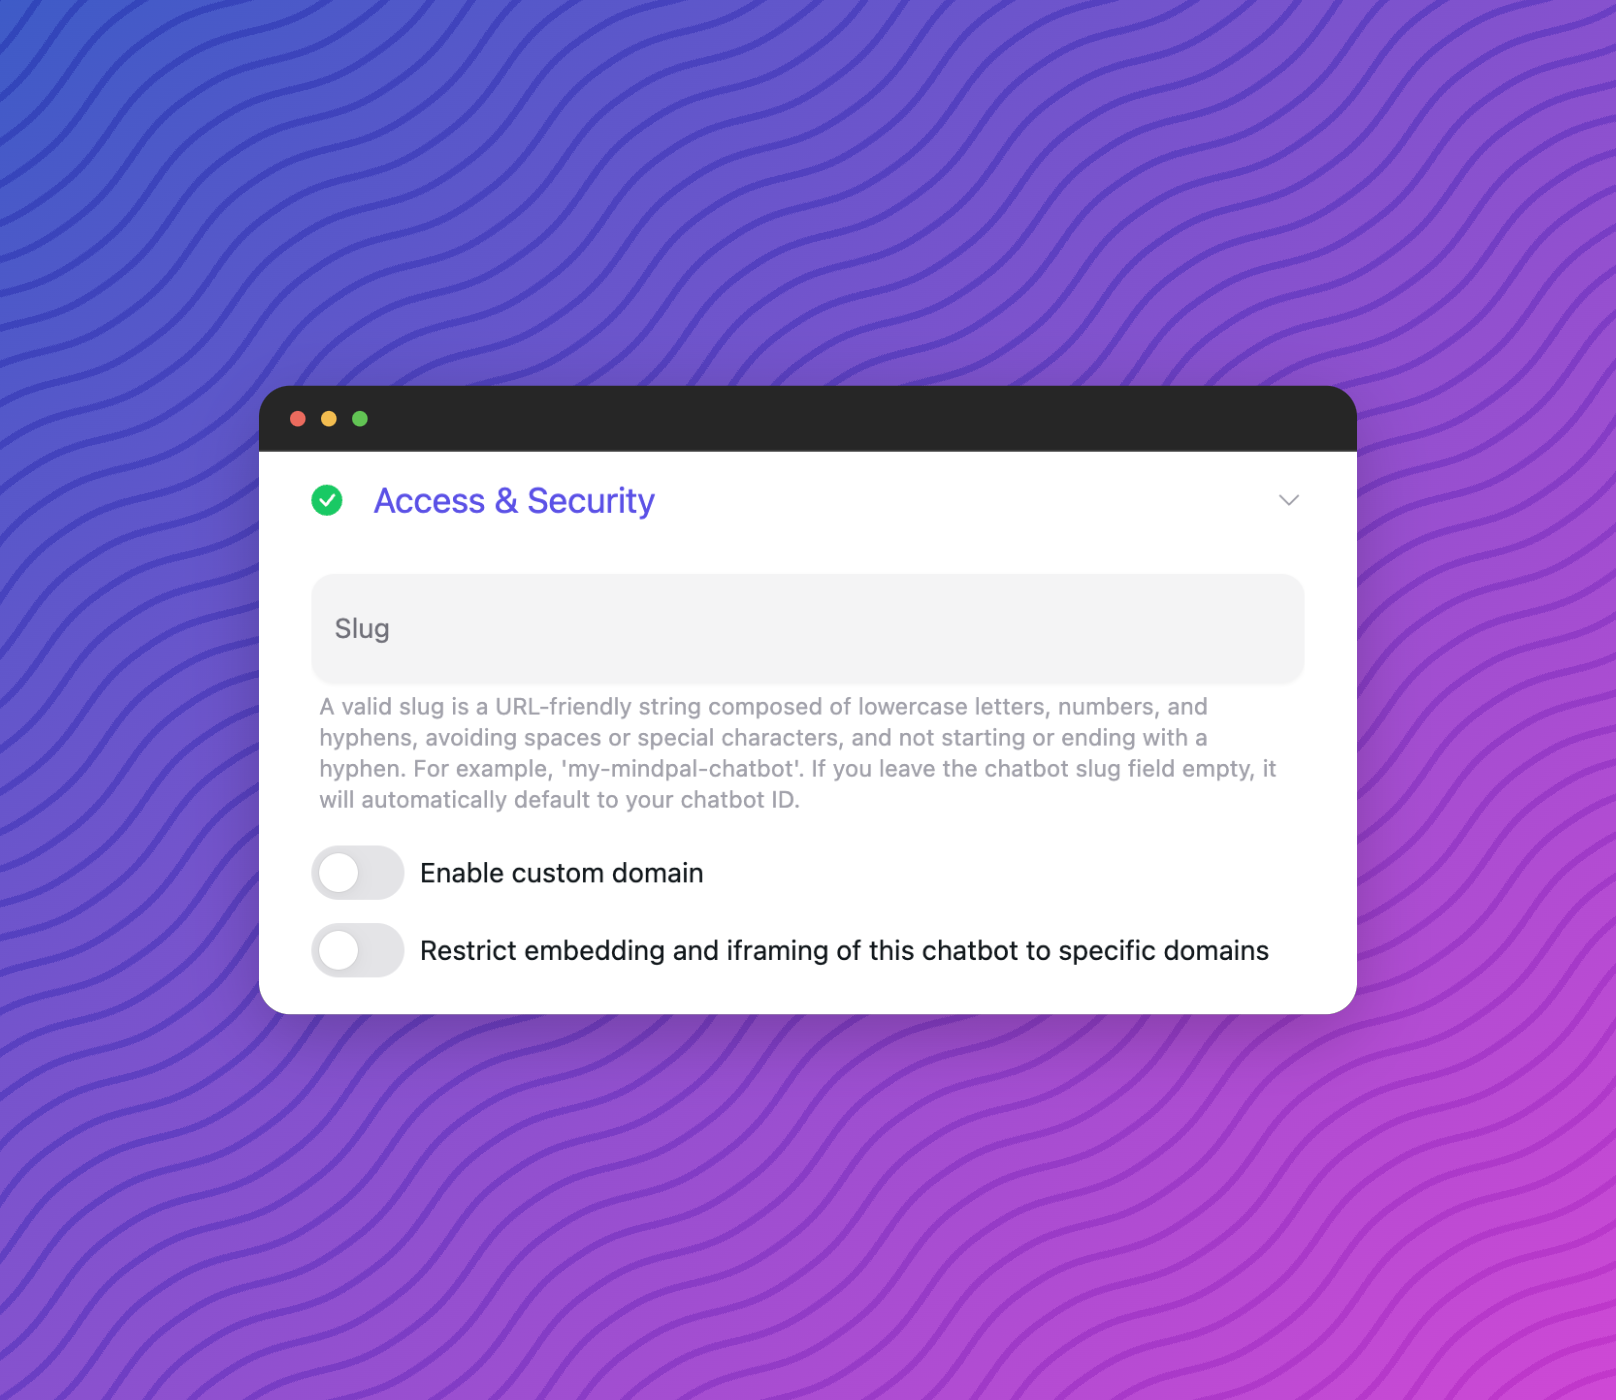 Access & Security
Slug
A valid slug is a URL-friendly string composed of lowercase letters, numbers, and
hyphens, avoiding spaces or special characters, and not starting or ending with a
hyphen. For example, 'my-mindpal-chatbot'. If you leave the chatbot slug field empty, it
will automatically default to your chatbot ID.
Enable custom domain
Restrict embedding and iframing of this chatbot to specific domains